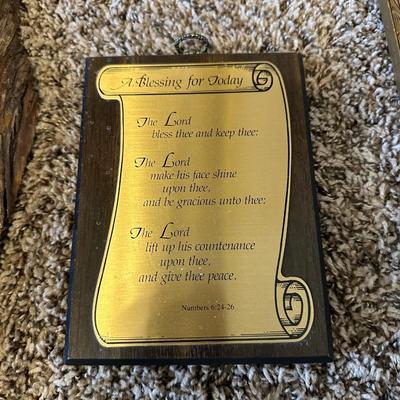 A Blessing for Today
The Lord
bless thee and keep thee:
The Lord
make his face shine
upon thee,
and be gracious unto thee:
The Lord
lift up his countenance
upon thee,
and give thee peace.
Numbers 6:24-26